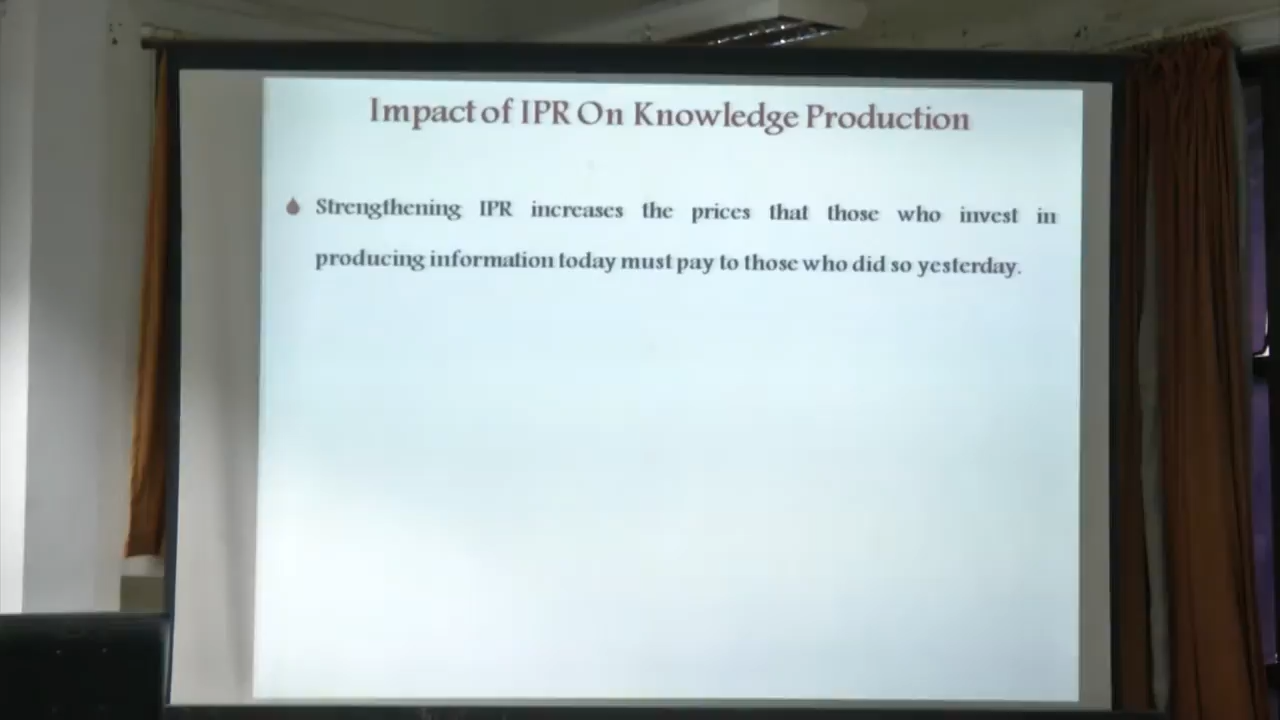 Impact of IPR On Knowledge Production
Strengthening IPR increases the prices that those who invest in
producing information today must pay to those who did so yesterday.